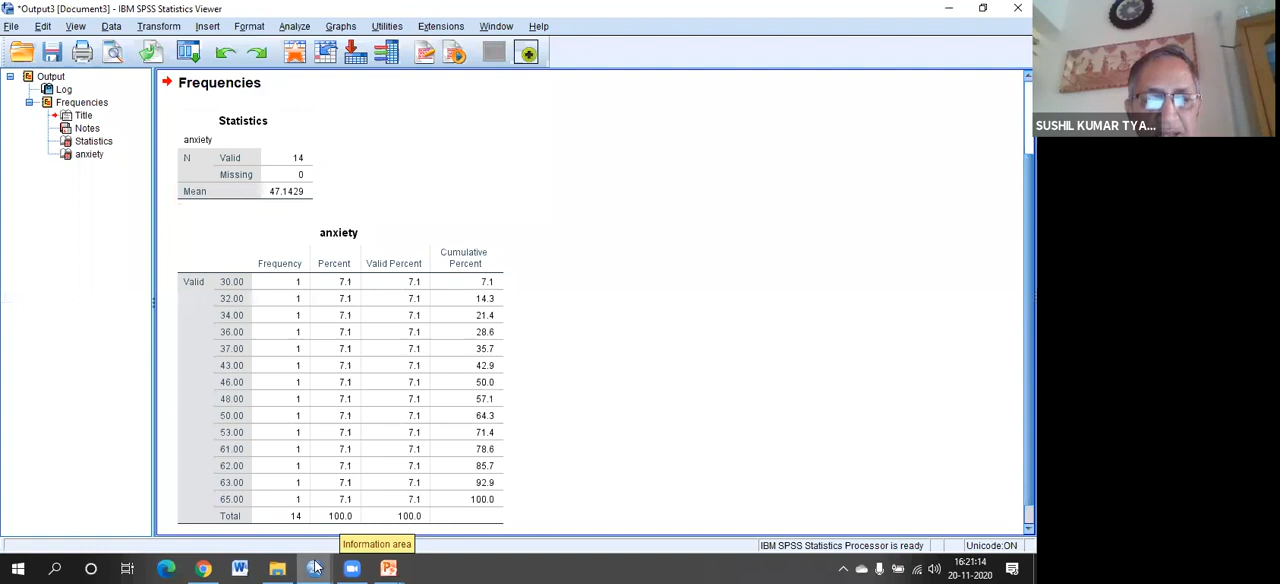 *Output3 [Document3] - IBM SPSS Statistics Viewer
File Edit View Data Transform Insert Format Analyze Graphs Utilities Extensions Window Help
Output
Log
Frequencies
Title
Notes
Statistics
anxiety
Frequencies
Statistics
anxiety
N Valid 14
Missing 0
Mean 47.1429
anxiety
Frequency Percent Valid Percent Cumulative Percent
Valid 30.00 1 7.1 7.1 7.1
32.00 1 7.1 7.1 14.3
34.00 1 7.1 7.1 21.4
36.00 1 7.1 7.1 28.6
37.00 1 7.1 7.1 35.7
43.00 1 7.1 7.1 42.9
46.00 1 7.1 7.1 50.0
48.00 1 7.1 7.1 57.1
50.00 1 7.1 7.1 64.3
53.00 1 7.1 7.1 71.4
61.00 1 7.1 7.1 78.6
62.00 1 7.1 7.1 85.7
63.00 1 7.1 7.1 92.9
65.00 1 7.1 7.1 100.0
Total 14 100.0 100.0
Information area
IBM SPSS Statistics Processor is ready Unicode:ON
16:21:14
20-11-2020
SUSHIL KUMAR TYA...